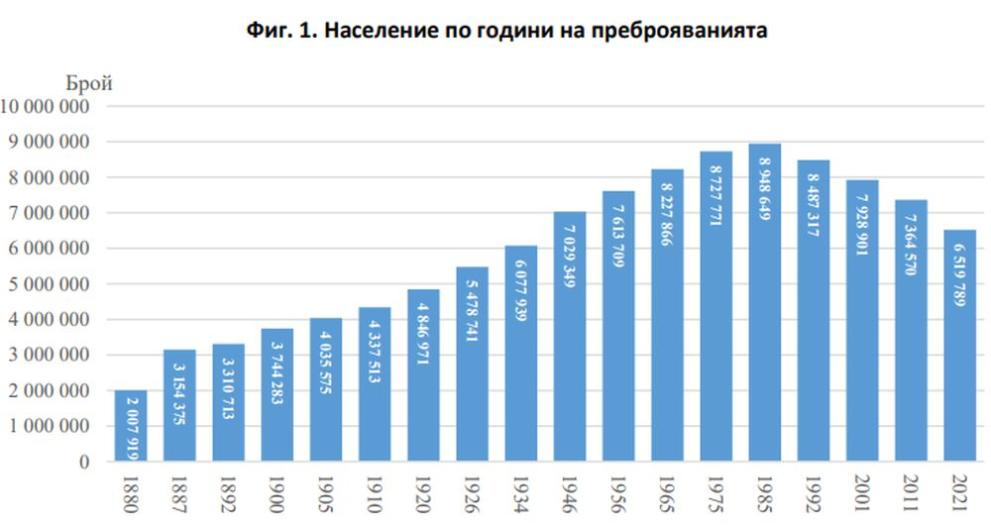 Фиг. 1. Население по години на преброяванията
Брой
10 000 000
9 000 000
8 000 000
7 000 000
6 000 000
5 000 000
4 000 000
3 000 000
2 000 000
1 000 000
0
2 007 919
3 154 375
3 310 713
3 744 283
4 035 575
4 337 513
4 846 971
5 478 741
6 077 939
7 029 349
7 613 709
8 227 866
8 727 771
8 948 649
8 487 317
7 928 901
7 364 570
6 519 789
1880
1887
1892
1900
1905
1910
1920
1926
1934
1946
1956
1965
1975
1985
1992
2001
2011
2021